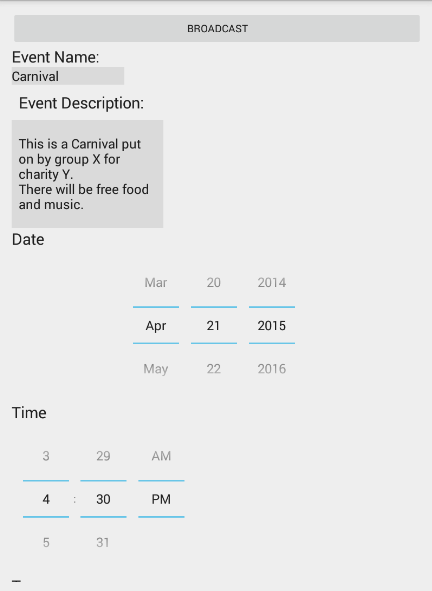 BROADCAST
Event Name:
Carnival
Event Description:
This is a Carnival put
on by group X for
charity Y.
There will be free food
and music.
Date
Mar 20 2014
Apr 21 2015
May 22 2016
Time
3 29 AM
4 : 30 PM
5 31